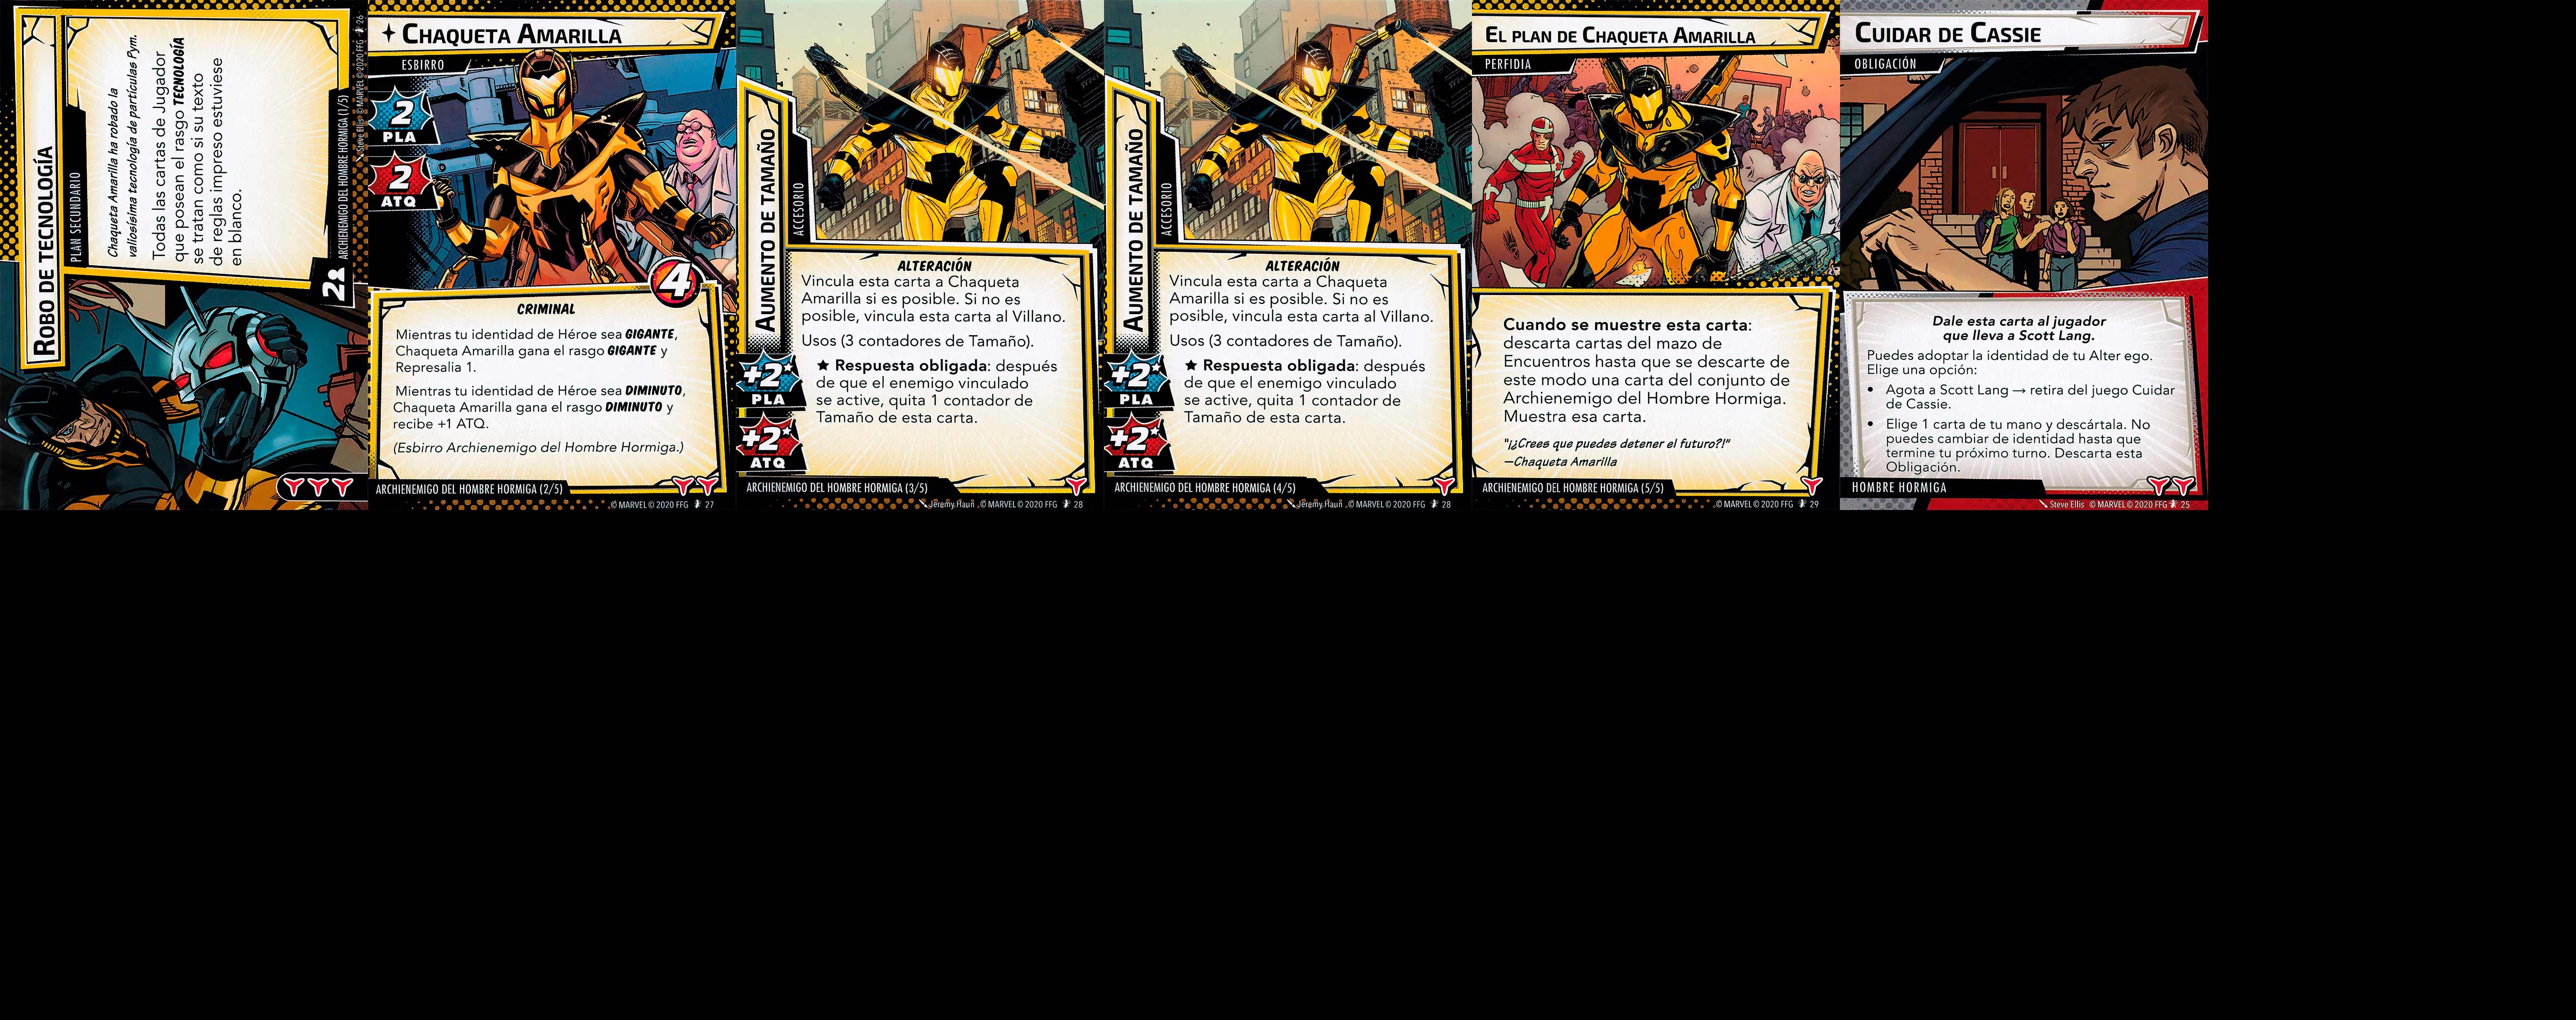 ROBO DE TECNOLOGÍA
PLAN SECUNDARIO
Chaqueta Amarilla ha robado la
valiosísima tecnología de partículas Pym.
Todas las cartas de Jugador
que posean el rasgo TECNOLOGÍA
se tratan como si su texto
de reglas impreso estuviese
en blanco.
2
ARCHIENEMIGO DEL HOMBRE HORMIGA (1/5)
Steve Ellis © MARVEL © 2020 FFG 26
CHAQUETA AMARILLA
ESBIRRO
2
PLA
2
ATQ
4
CRIMINAL
Mientras tu identidad de Héroe sea GIGANTE,
Chaqueta Amarilla gana el rasgo GIGANTE y
Represalia 1.
Mientras tu identidad de Héroe sea DIMINUTO,
Chaqueta Amarilla gana el rasgo DIMINUTO y
recibe +1 ATQ.
(Esbirro Archienemigo del Hombre Hormiga.)
ARCHIENEMIGO DEL HOMBRE HORMIGA (2/5)
© MARVEL © 2020 FFG 27
AUMENTO DE TAMAÑO
ACCESORIO
ALTERACIÓN
Vincula esta carta a Chaqueta
Amarilla si es posible. Si no es
posible, vincula esta carta al Villano.
Usos (3 contadores de Tamaño).
★ Respuesta obligada: después
de que el enemigo vinculado
se active, quita 1 contador de
Tamaño de esta carta.
+2★
PLA
+2★
ATQ
ARCHIENEMIGO DEL HOMBRE HORMIGA (3/5)
Jeremy Haun © MARVEL © 2020 FFG 28
AUMENTO DE TAMAÑO
ACCESORIO
ALTERACIÓN
Vincula esta carta a Chaqueta
Amarilla si es posible. Si no es
posible, vincula esta carta al Villano.
Usos (3 contadores de Tamaño).
★ Respuesta obligada: después
de que el enemigo vinculado
se active, quita 1 contador de
Tamaño de esta carta.
+2★
PLA
+2★
ATQ
ARCHIENEMIGO DEL HOMBRE HORMIGA (4/5)
Jeremy Haun © MARVEL © 2020 FFG 28
EL PLAN DE CHAQUETA AMARILLA
PERFIDIA
Cuando se muestre esta carta:
descarta cartas del mazo de
Encuentros hasta que se descarte de
este modo una carta del conjunto de
Archienemigo del Hombre Hormiga.
Muestra esa carta.
"¡¿Crees que puedes detener el futuro?!"
—Chaqueta Amarilla
ARCHIENEMIGO DEL HOMBRE HORMIGA (5/5)
© MARVEL © 2020 FFG 29
CUIDAR DE CASSIE
OBLIGACIÓN
Dale esta carta al jugador
que lleva a Scott Lang.
Puedes adoptar la identidad de tu Alter ego.
Elige una opción:
• Agota a Scott Lang → retira del juego Cuidar
de Cassie.
• Elige 1 carta de tu mano y descártala. No
puedes cambiar de identidad hasta que
termine tu próximo turno. Descarta esta
Obligación.
HOMBRE HORMIGA
Steve Ellis © MARVEL © 2020 FFG 25